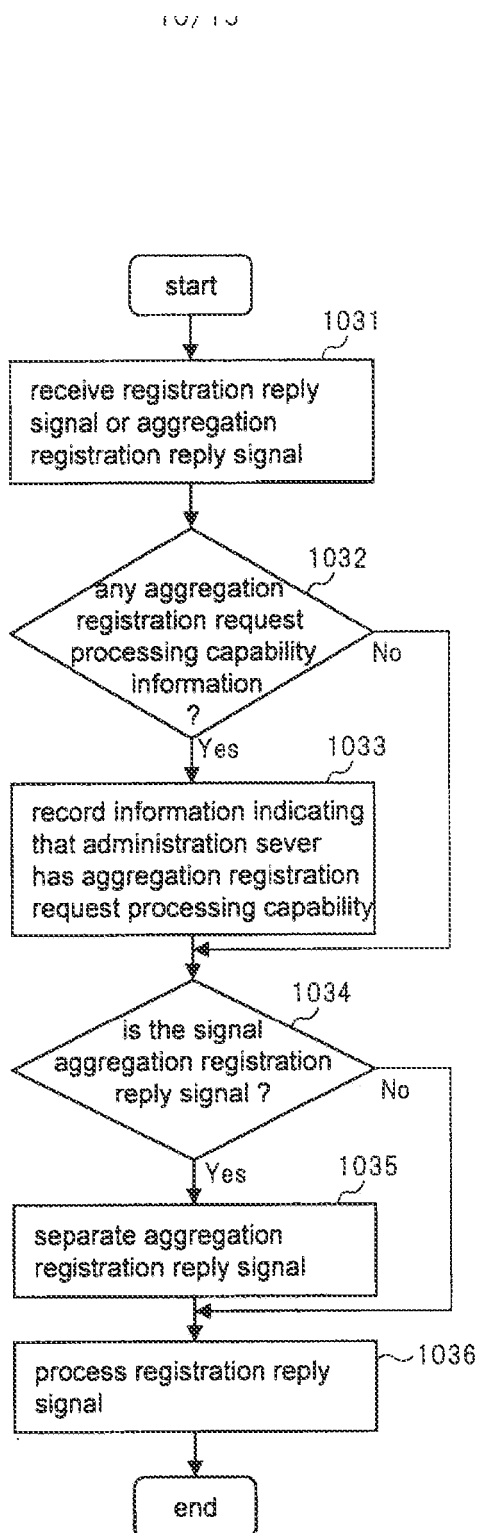 start
1031
receive registration reply
signal or aggregation
registration reply signal
1032
any aggregation
registration request
processing capability
information
?
No
Yes
1033
record information indicating
that administration sever
has aggregation registration
request processing capability
1034
is the signal
aggregation registration
reply signal ?
No
Yes
1035
separate aggregation
registration reply signal
process registration reply
signal
1036
end